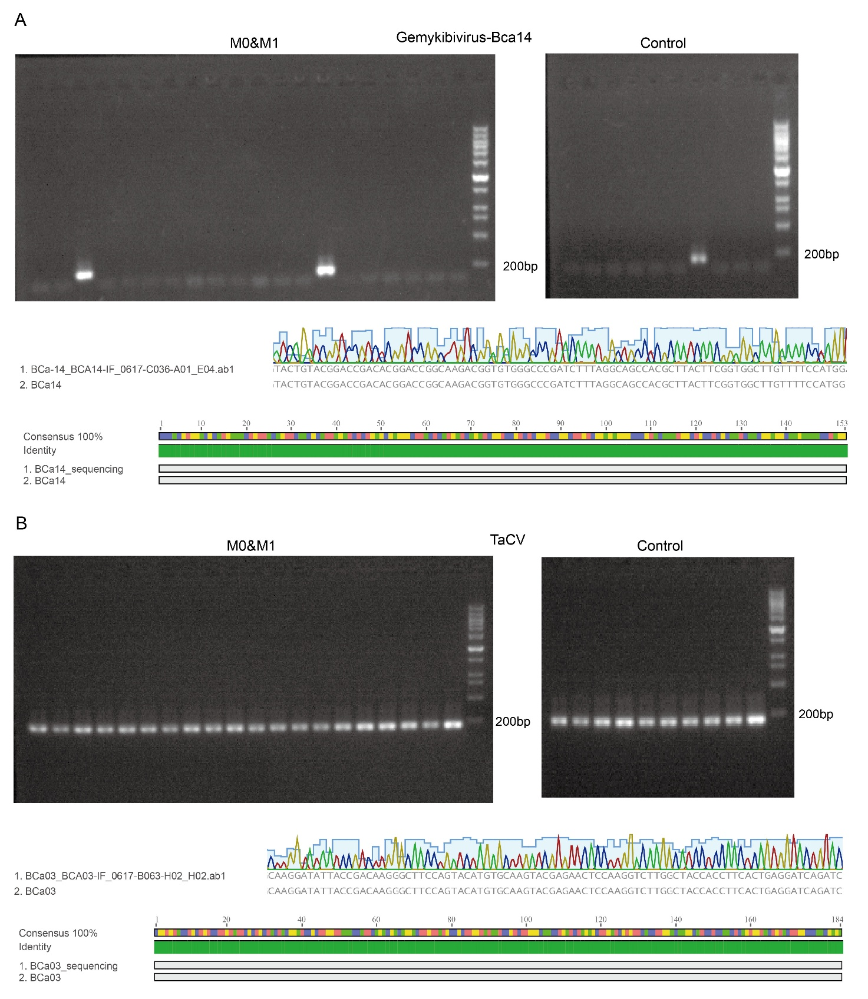 A
Gemykibivirus-Bca14
M0&M1
Control
200bp
200bp
1. BCa-14_BCA14-IF_0617-C036-A01_E04.ab1
TACTGTACGGACCGACACGGACCGGCAAGACGGTGTGGGCCCGATCTTTAGGCAGCCACGCTTACTTCGGTGGCTTGTTTTCCATGG
2. BCa14
TACTGTACGGACCGACACGGACCGGCAAGACGGTGTGGGCCCGATCTTTAGGCAGCCACGCTTACTTCGGTGGCTTGTTTTCCATGG
1 10 20 30 40 50 60 70 80 90 100 110 120 130 140 153
Consensus 100%
Identity
1. BCa14_sequencing
2. BCa14
B
TaCV
M0&M1
Control
200bp
200bp
1. BCa03_BCA03-IF_0617-B063-H02_H02.ab1
CAAGGATATTACCGACAAGGGCTTCCAGTACATGTGCAAGTACGAGAACTCCAAGGTCTTGGCTACCACCTTCACTGAGGATCAGATC
2. BCa03
CAAGGATATTACCGACAAGGGCTTCCAGTACATGTGCAAGTACGAGAACTCCAAGGTCTTGGCTACCACCTTCACTGAGGATCAGATC
1 20 40 60 80 100 120 140 160 184
Consensus 100%
Identity
1. BCa03_sequencing
2. BCa03